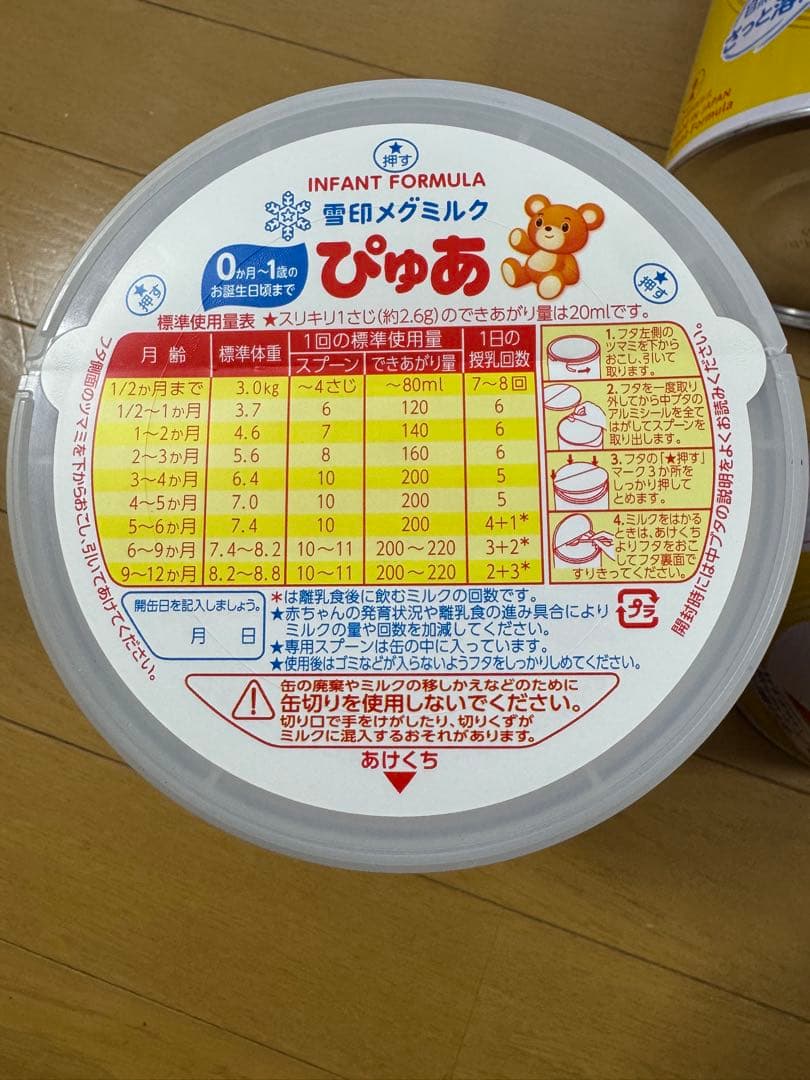 ★
押す
INFANT FORMULA
雪印メグミルク
ぴゅあ
0か月〜1歳の
お誕生日頃まで
★
押す
★
押す
標準使用量表 ★スリキリ1さじ(約2.6g)のできあがり量は20mlです。
月齢 標準体重 1回の標準使用量 1日の授乳回数
スプーン できあがり量
1/2か月まで 3.0kg 〜4さじ 〜80ml 7〜8回
1/2〜1か月 3.7 6 120 6
1〜2か月 4.6 7 140 6
2〜3か月 5.6 8 160 6
3〜4か月 6.4 10 200 5
4〜5か月 7.0 10 200 5
5〜6か月 7.4 10 200 4+1*
6〜9か月 7.4〜8.2 10〜11 200〜220 3+2*
9〜12か月 8.2〜8.8 10〜11 200〜220 2+3*
1.フタ左側の
ツマミを下から
おこし、引いて
取ります。
2.フタを一度取り
外してから中ブタの
アルミシールを全て
はがしてスプーンを
取り出します。
3.フタの「★押す」
マーク3か所を
しっかり押して
とめます。
4.ミルクをはかる
ときは、あけくち
よりフタをおこ
してフタ裏面で
すりきってください。
フタ側面のツマミを下からおこし、引いてあけてください。
開封時には中ブタの説明をよくお読みください。
開缶日を記入しましょう。
月 日
*は離乳食後に飲むミルクの回数です。
★赤ちゃんの発育状況や離乳食の進み具合により
ミルクの量や回数を加減してください。
★専用スプーンは缶の中に入っています。
★使用後はゴミなどが入らないようフタをしっかりしめてください。
プラ
缶の廃棄やミルクの移しかえなどのために
缶切りを使用しないでください。
切り口で手をけがしたり、切りくずが
ミルクに混入するおそれがあります。
あけくち
さっと溶
JAPAN
Formula